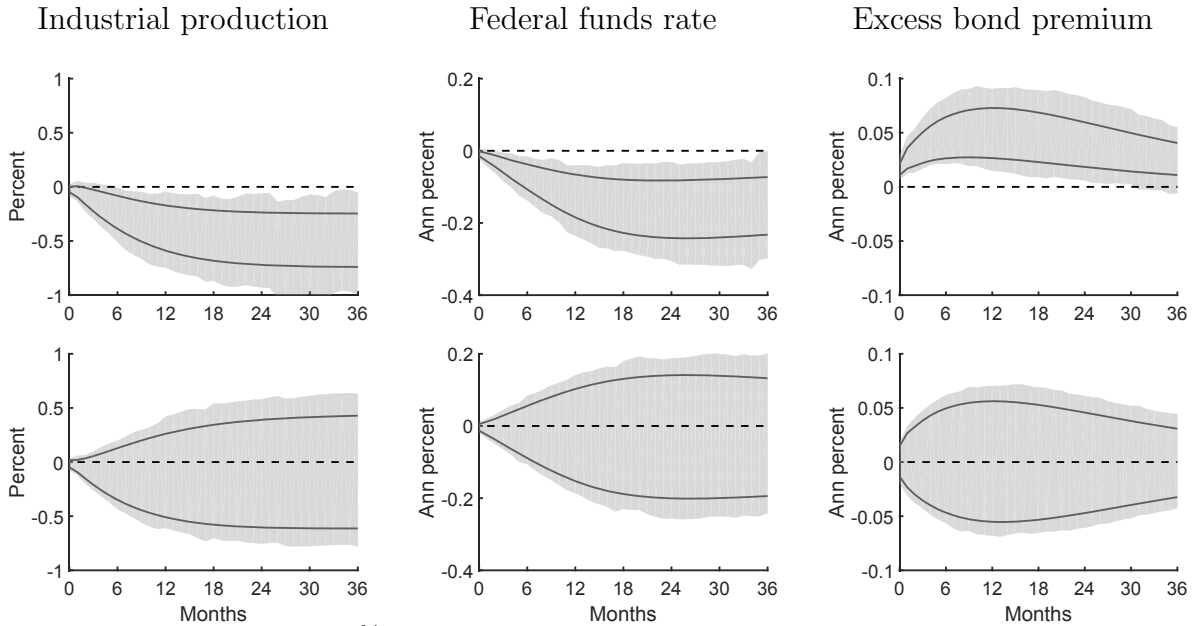 Industrial production Federal funds rate Excess bond premium
1 0.2 0.1
0.5 0 0.05
0 -0.2 0
-0.5 -0.4 -0.05
-1 -0.1
Percent Ann percent Ann percent
0 6 12 18 24 30 36 0 6 12 18 24 30 36 0 6 12 18 24 30 36
1 0.2 0.1
0.5 0 0.05
0 -0.2 0
-0.5 -0.4 -0.05
-1 -0.1
Percent Ann percent Ann percent
0 6 12 18 24 30 36 0 6 12 18 24 30 36 0 6 12 18 24 30 36
Months Months Months